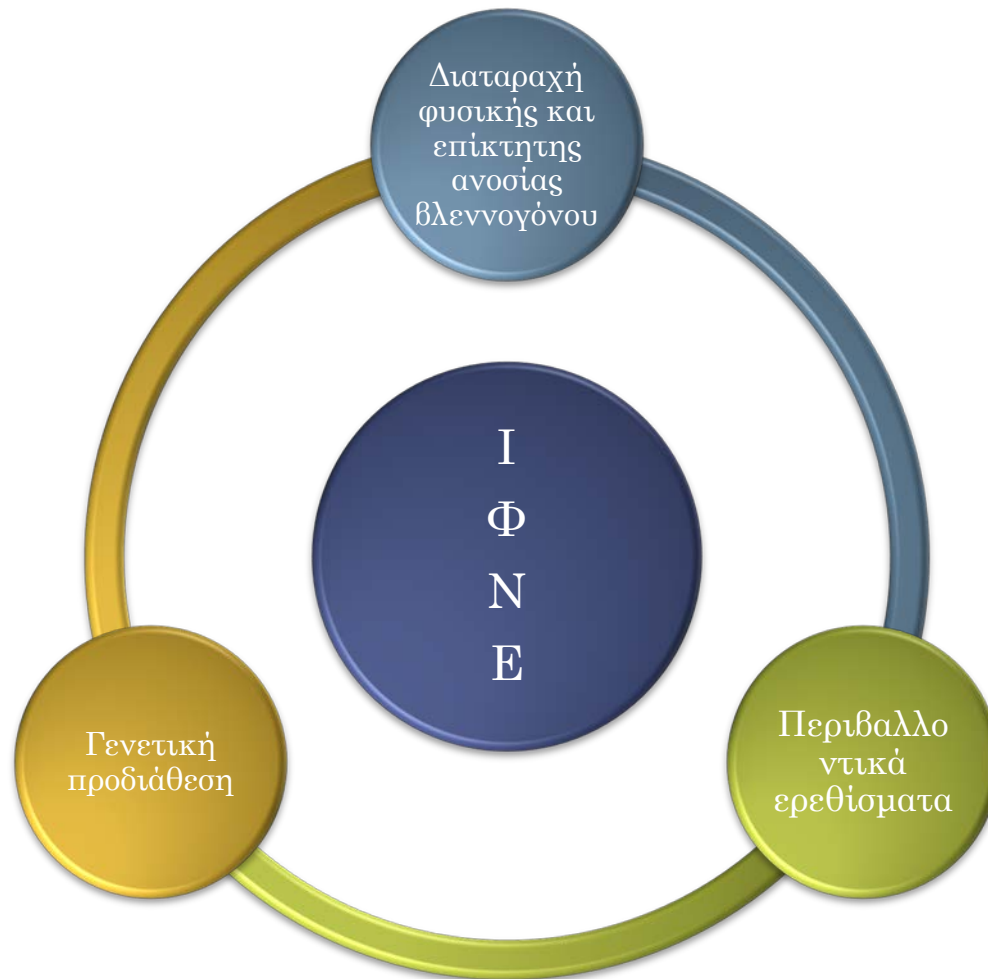 Διαταραχή
φυσικής και
επίκτητης
ανοσίας
βλεννογόνου
Ι
Φ
Ν
Ε
Γενετική
προδιάθεση
Περιβαλλο
ντικά
ερεθίσματα